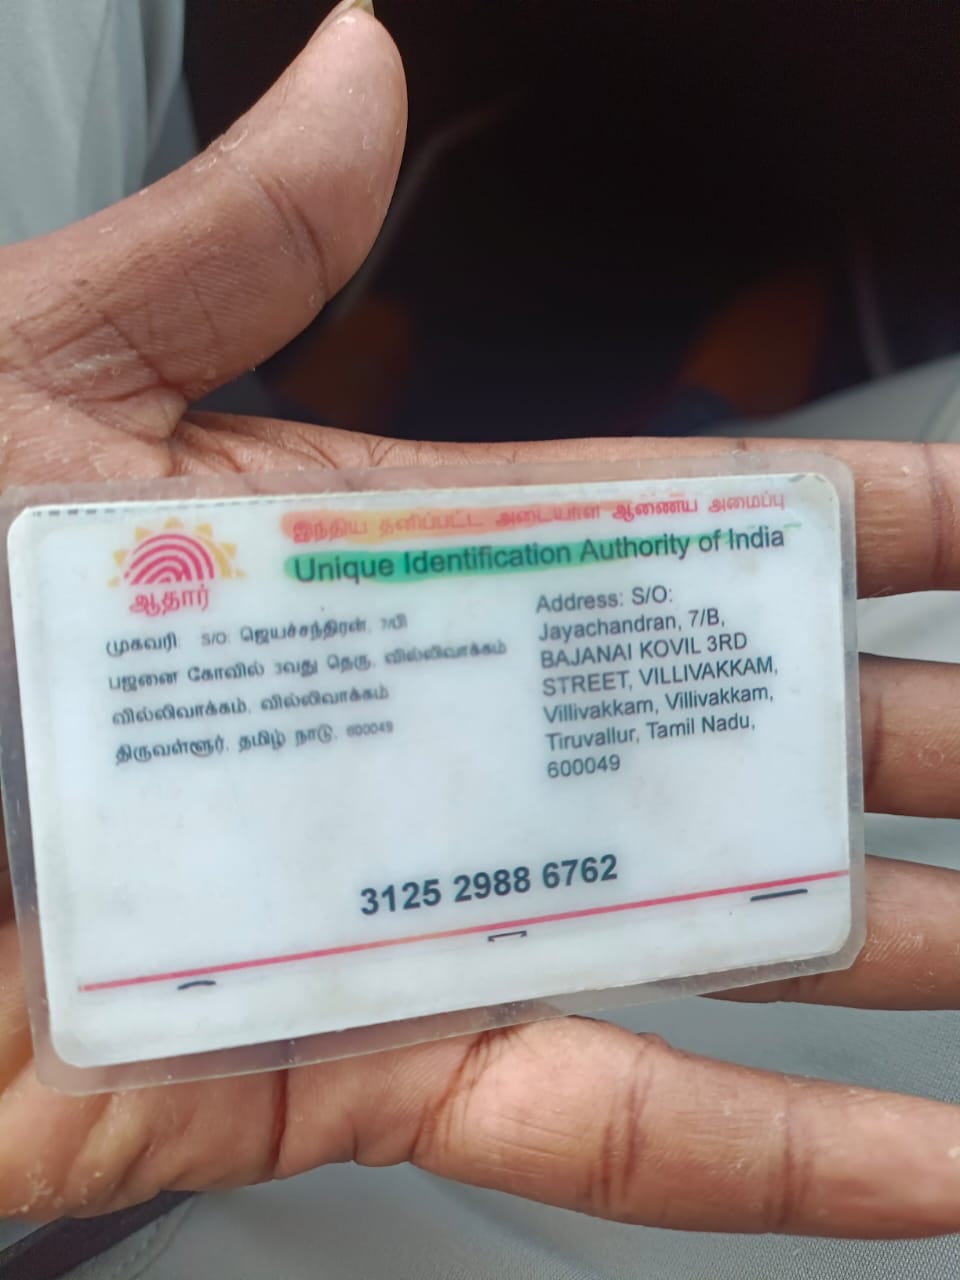 இந்திய தனிப்பட்ட அடையாள ஆணைய அமைப்பு
Unique Identification Authority of India
ஆதார்
முகவரி S/O: ஜெயச்சந்திரன், 7/பி
பஜனை கோவில் 3வது தெரு, வில்லிவாக்கம்
வில்லிவாக்கம், வில்லிவாக்கம்
திருவள்ளூர், தமிழ் நாடு, 600049
Address: S/O:
Jayachandran, 7/B,
BAJANAI KOVIL 3RD
STREET, VILLIVAKKAM,
Villivakkam, Villivakkam,
Tiruvallur, Tamil Nadu,
600049
3125 2988 6762